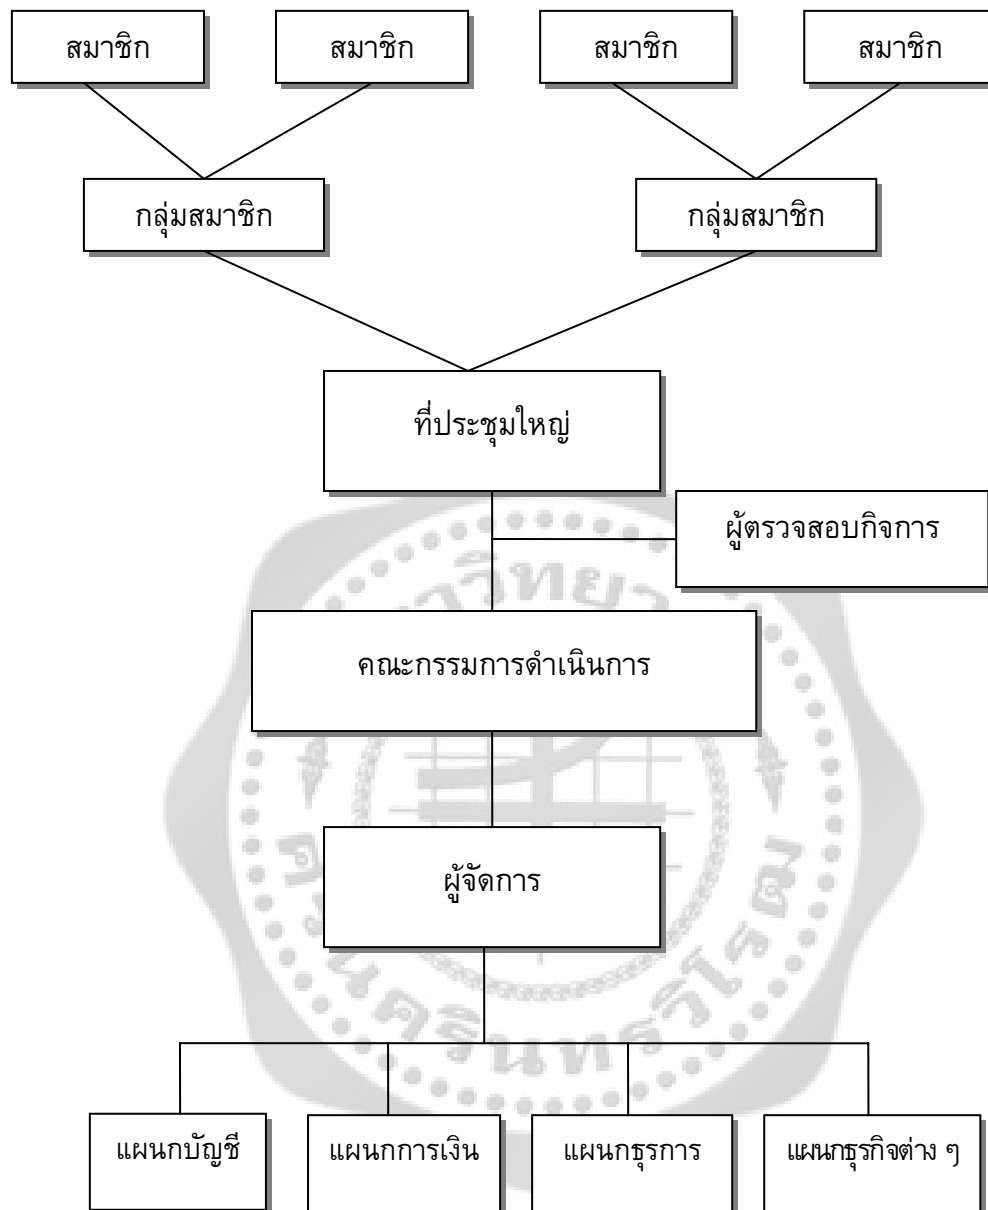 สมาชิก
สมาชิก
สมาชิก
สมาชิก
กลุ่มสมาชิก
กลุ่มสมาชิก
ที่ประชุมใหญ่
ผู้ตรวจสอบกิจการ
คณะกรรมการดำเนินการ
ผู้จัดการ
แผนกบัญชี
แผนกการเงิน
แผนกธุรการ
แผนกธุรกิจต่าง ๆ